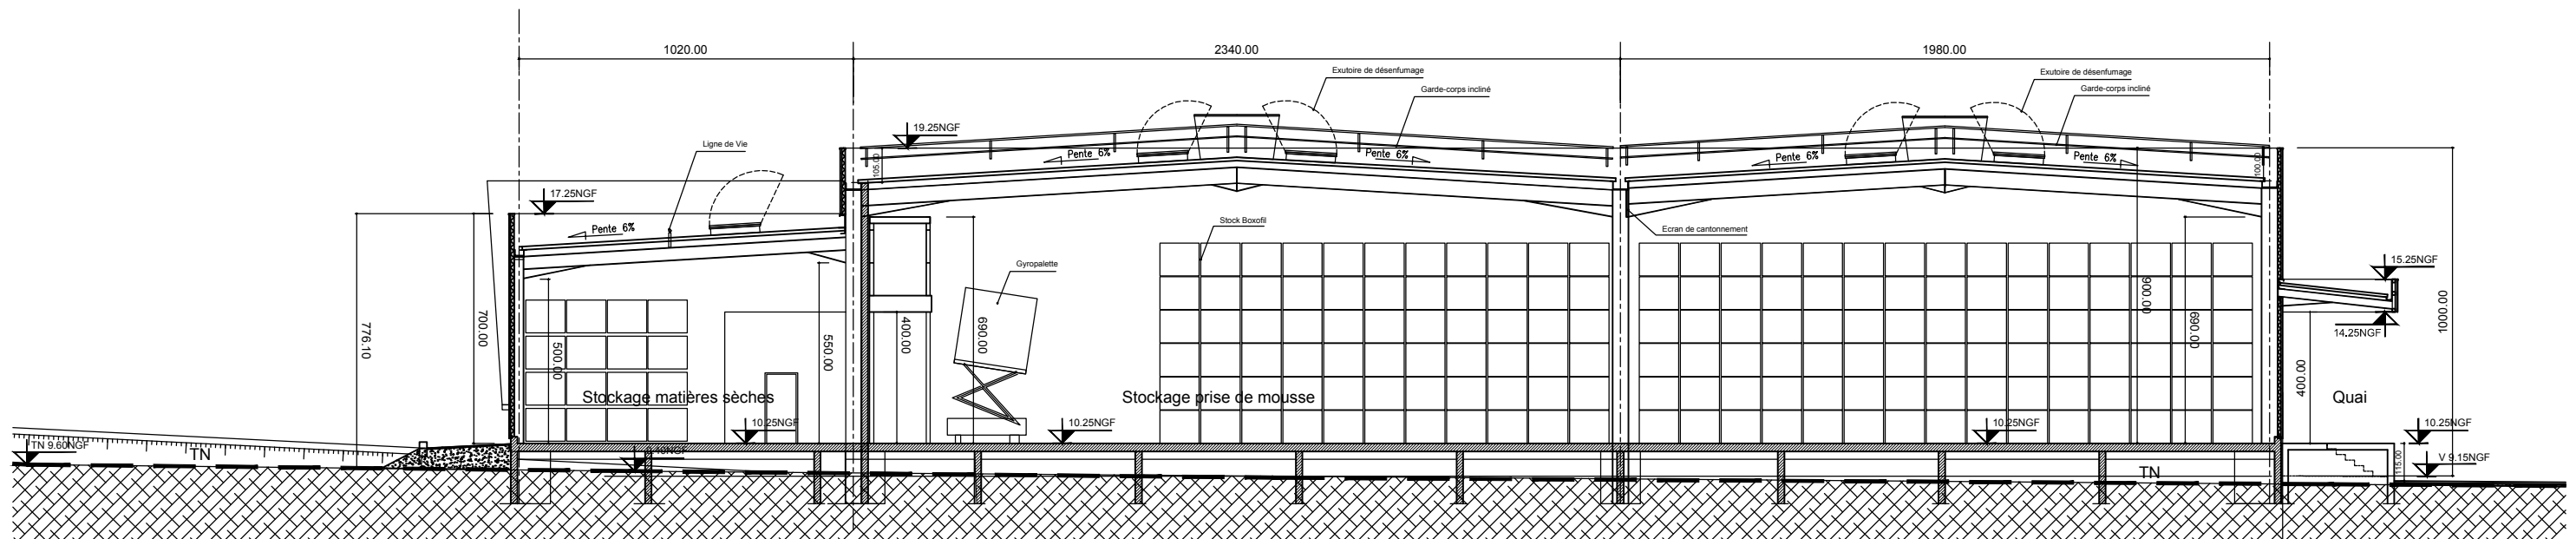 1020.00
2340.00
1980.00
Exutoire de désenfumage
Exutoire de désenfumage
Garde-corps incliné
Garde-corps incliné
19.25NGF
Ligne de Vie
105.00
Pente 6%
Pente 6%
Pente 6%
Pente 6%
100.00
17.25NGF
Pente 6%
Stock Boxofil
Ecran de cantonnement
Gyropalette
15.25NGF
14.25NGF
776.10
700.00
500.00
550.00
400.00
690.00
900.00
690.00
1000.00
400.00
Stockage matières sèches
Stockage prise de mousse
Quai
10.25NGF
10.25NGF
10.25NGF
10.25NGF
TN 9.60NGF
TN
V 9.15NGF
115.00
TN